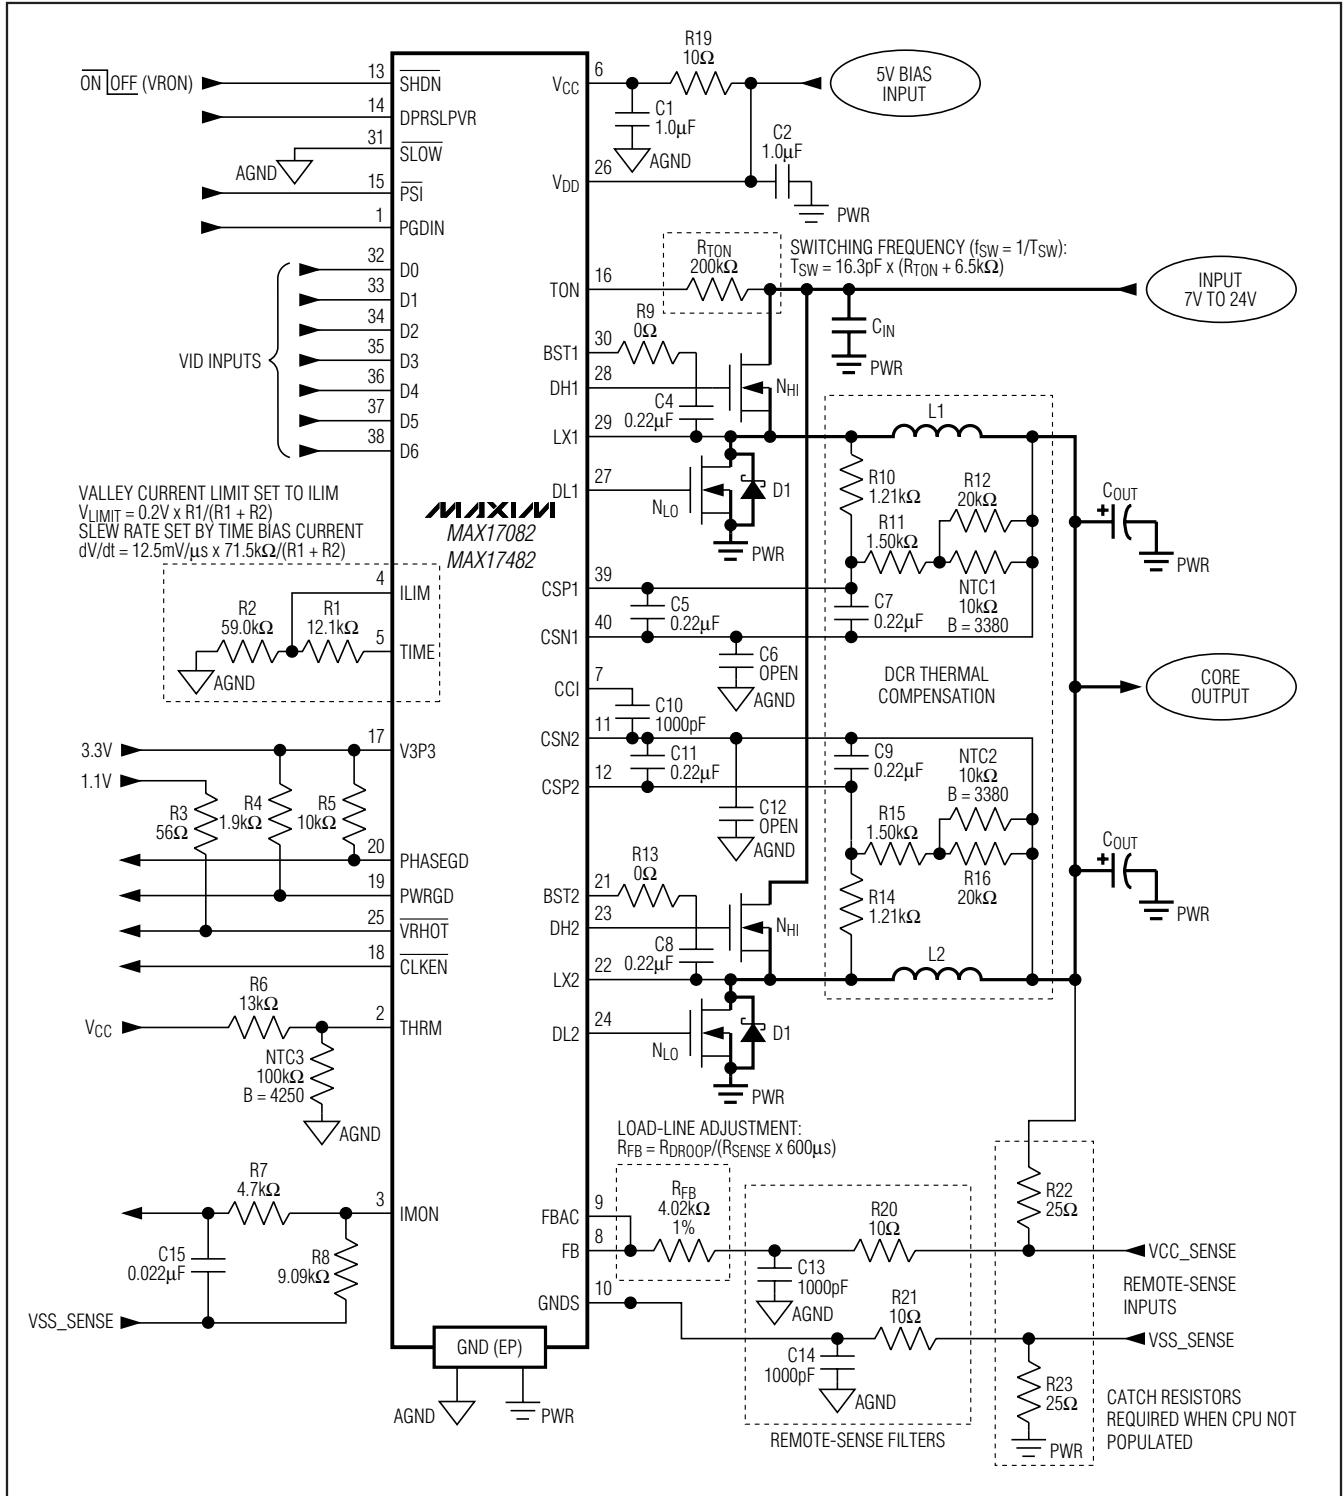 ON OFF (VRON)
13
SHDN
14
DPRSLPVR
31
SLOW
AGND
15
PSI
1
PGDIN
32
D0
33
D1
34
D2
35
D3
36
D4
37
D5
38
D6
VID INPUTS
VALLEY CURRENT LIMIT SET TO ILIM
VLIMIT = 0.2V x R1/(R1 + R2)
SLEW RATE SET BY TIME BIAS CURRENT
dV/dt = 12.5mV/μs x 71.5kΩ/(R1 + R2)
4
ILIM
R2
59.0kΩ
R1
12.1kΩ
5
TIME
AGND
3.3V
17
V3P3
1.1V
R3
56Ω
R4
1.9kΩ
R5
10kΩ
20
PHASEGD
19
PWRGD
25
VRHOT
18
CLKEN
R6
13kΩ
VCC
2
THRM
NTC3
100kΩ
B = 4250
AGND
R7
4.7kΩ
3
IMON
C15
0.022μF
R8
9.09kΩ
VSS_SENSE
GND (EP)
AGND
PWR
MAXIM
MAX17082
MAX17482
VCC
6
R19
10Ω
5V BIAS
INPUT
C1
1.0μF
AGND
C2
1.0μF
VDD
26
PWR
RTON
200kΩ
SWITCHING FREQUENCY (fSW = 1/TSW):
TSW = 16.3pF x (RTON + 6.5kΩ)
TON
16
INPUT
7V TO 24V
CIN
PWR
R9
0Ω
BST1
30
DH1
28
NHI
C4
0.22μF
LX1
29
L1
DL1
27
NLO
D1
PWR
R10
1.21kΩ
R12
20kΩ
R11
1.50kΩ
NTC1
10kΩ
B = 3380
COUT
+
PWR
CSP1
39
C5
0.22μF
C7
0.22μF
CSN1
40
C6
OPEN
AGND
DCR THERMAL
COMPENSATION
CORE
OUTPUT
CCI
7
C10
1000pF
CSN2
11
C11
0.22μF
C9
0.22μF
NTC2
10kΩ
B = 3380
CSP2
12
C12
OPEN
AGND
R15
1.50kΩ
R16
20kΩ
R14
1.21kΩ
COUT
+
PWR
R13
0Ω
BST2
21
DH2
23
NHI
C8
0.22μF
LX2
22
L2
DL2
24
NLO
D1
PWR
LOAD-LINE ADJUSTMENT:
RFB = RDROOP/(RSENSE x 600μs)
RFB
4.02kΩ
1%
FBAC
9
FB
8
R20
10Ω
R22
25Ω
VCC_SENSE
C13
1000pF
AGND
REMOTE-SENSE
INPUTS
GNDS
10
R21
10Ω
VSS_SENSE
C14
1000pF
AGND
R23
25Ω
PWR
CATCH RESISTORS
REQUIRED WHEN CPU NOT
POPULATED
REMOTE-SENSE FILTERS